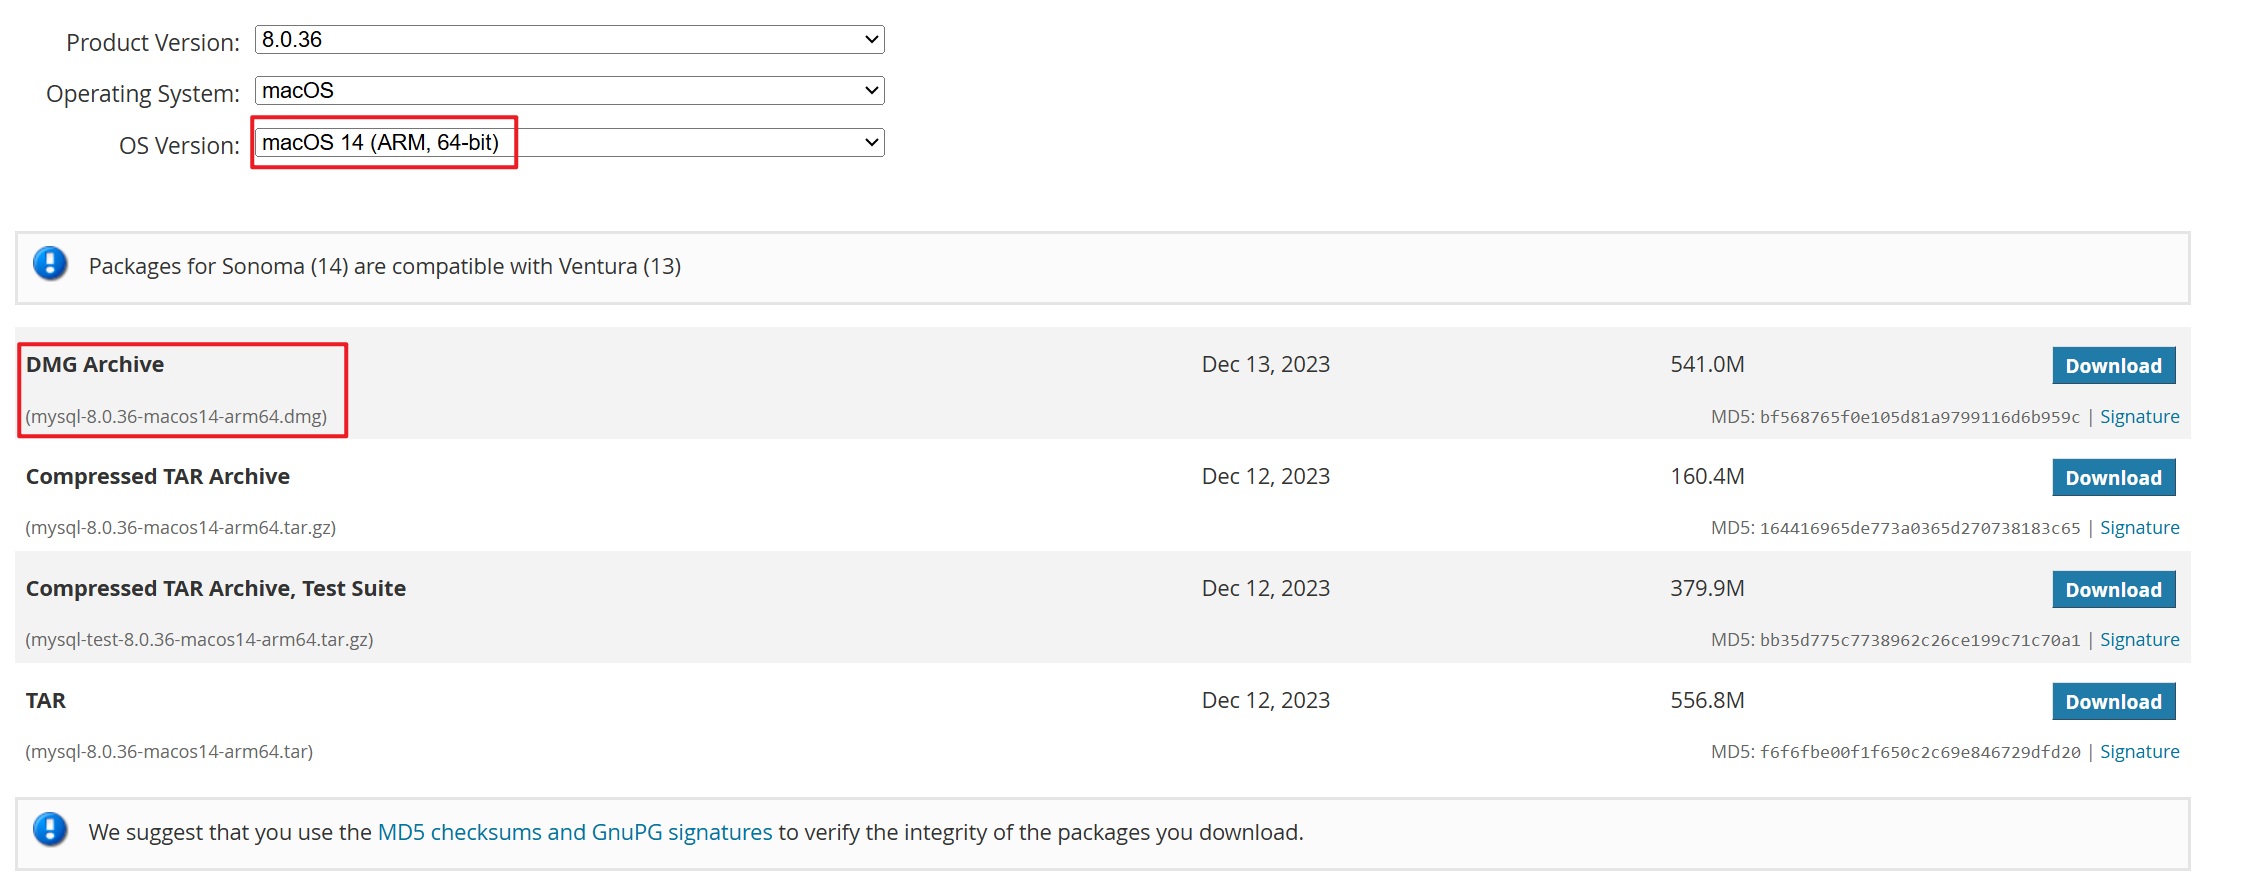 Product Version: 8.0.36
Operating System: macOS
OS Version: macOS 14 (ARM, 64-bit)
Packages for Sonoma (14) are compatible with Ventura (13)
DMG Archive Dec 13, 2023 541.0M Download
(mysql-8.0.36-macos14-arm64.dmg) MD5: bf568765f0e105d81a9799116d6b959c | Signature
Compressed TAR Archive Dec 12, 2023 160.4M Download
(mysql-8.0.36-macos14-arm64.tar.gz) MD5: 164416965de773a0365d270738183c65 | Signature
Compressed TAR Archive, Test Suite Dec 12, 2023 379.9M Download
(mysql-test-8.0.36-macos14-arm64.tar.gz) MD5: bb35d775c7738962c26ce199c71c70a1 | Signature
TAR Dec 12, 2023 556.8M Download
(mysql-8.0.36-macos14-arm64.tar) MD5: f6f6fbe00f1f650c2c69e846729dfd20 | Signature
We suggest that you use the MD5 checksums and GnuPG signatures to verify the integrity of the packages you download.